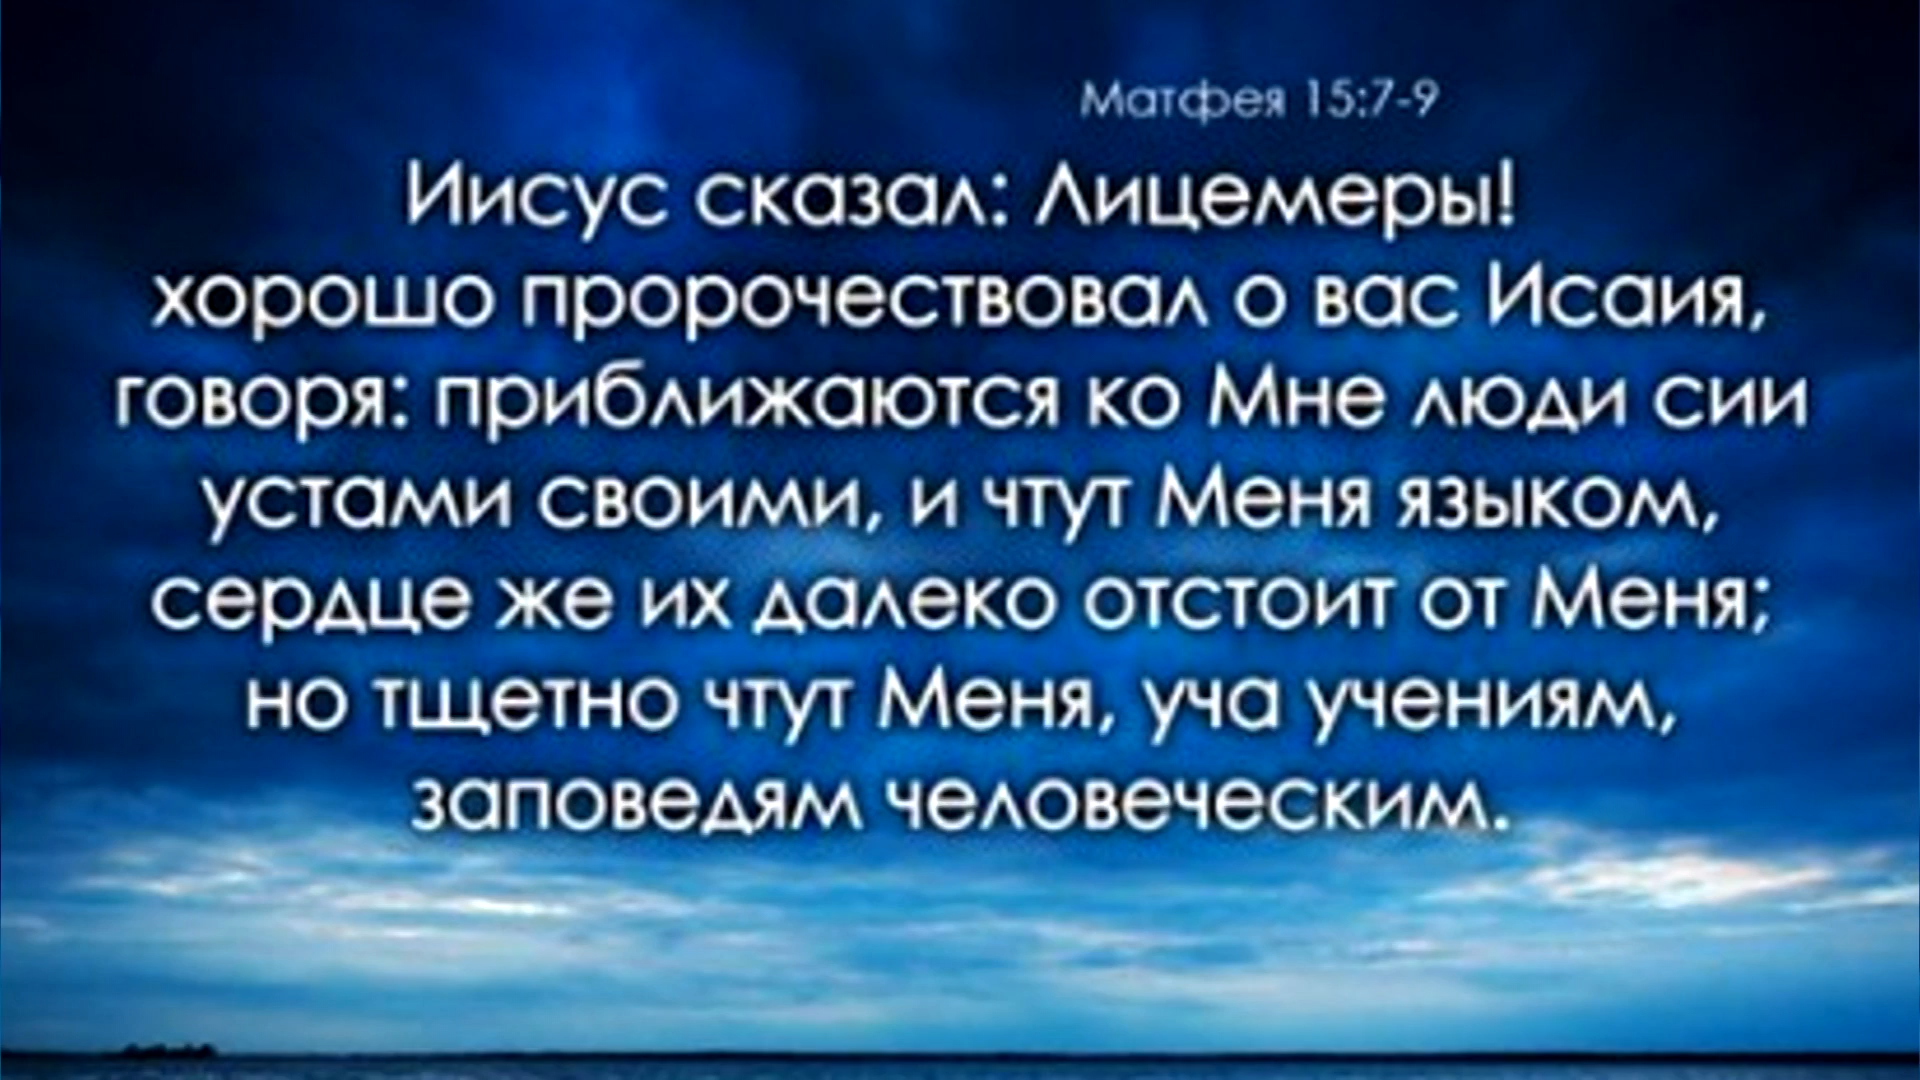 Матфея 15:7-9
Иисус сказал: Лицемеры!
хорошо пророчествовал о вас Исаия,
говоря: приближаются ко Мне люди сии
устами своими, и чтут Меня языком,
сердце же их далеко отстоит от Меня;
но тщетно чтут Меня, уча учениям,
заповедям человеческим.